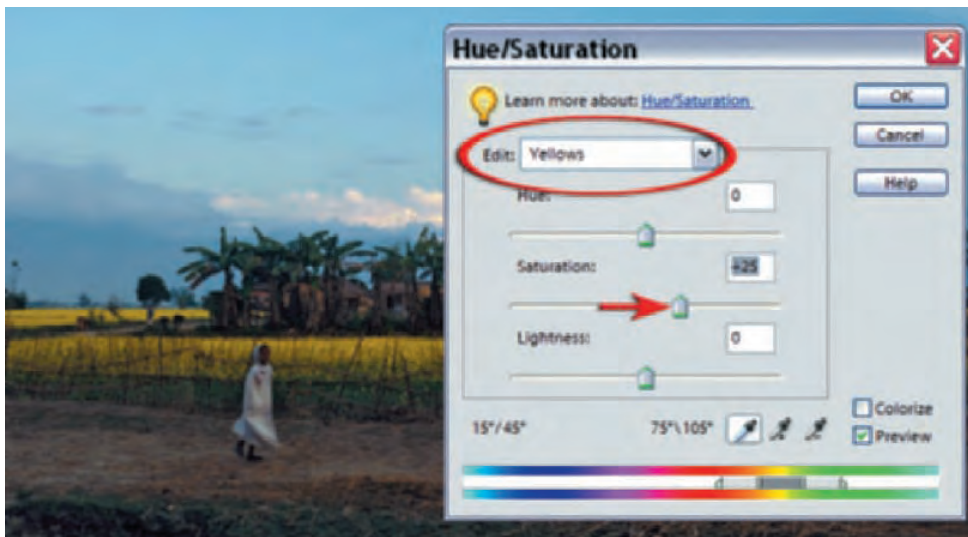 Hue/Saturation
Learn more about: Hue/Saturation
OK
Cancel
Help
Edit: Yellows
Hue: 0
Saturation: +25
Lightness: 0
15°/45° 75°\105°
Colorize
Preview